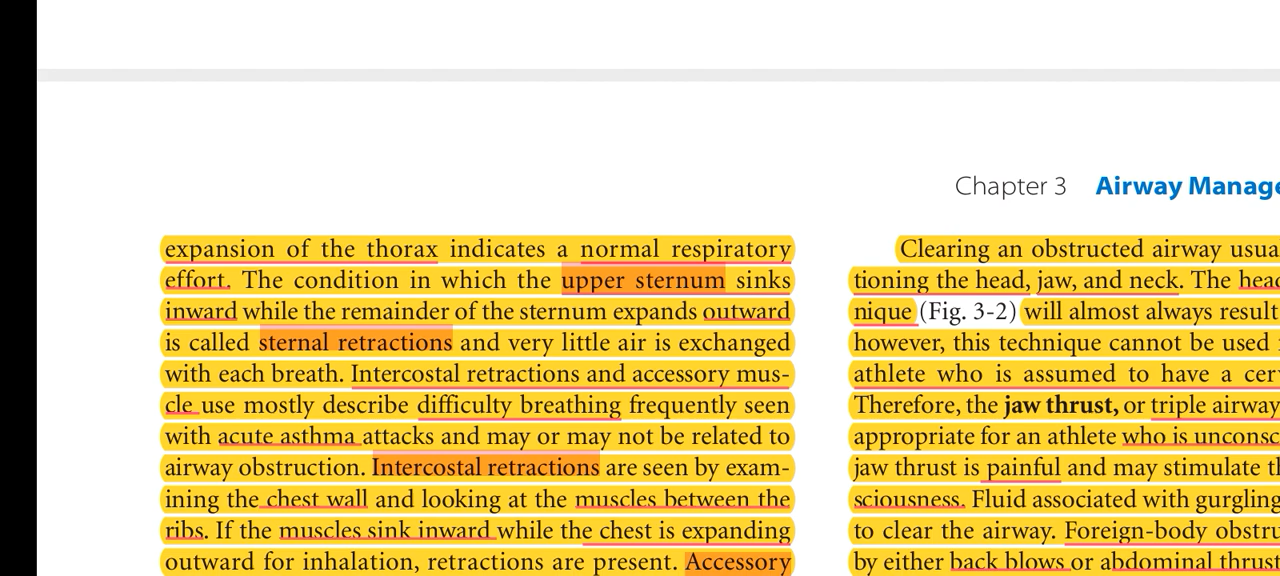 Chapter 3 Airway
expansion of the thorax indicates a normal respiratory
effort. The condition in which the upper sternum sinks
inward while the remainder of the sternum expands outward
is called sternal retractions and very little air is exchanged
with each breath. Intercostal retractions and accessory mus-
cle use mostly describe difficulty breathing frequently seen
with acute asthma attacks and may or may not be related to
airway obstruction. Intercostal retractions are seen by exam-
ining the chest wall and looking at the muscles between the
ribs. If the muscles sink inward while the chest is expanding
outward for inhalation, retractions are present. Accessory
Clearing an obstructed airway
tioning the head, jaw, and neck. The
nique (Fig. 3-2) will almost always result
however, this technique cannot be used
athlete who is assumed to have a
Therefore, the jaw thrust, or triple airway
appropriate for an athlete who is
jaw thrust is painful and may stimulate
sciousness. Fluid associated with gurgling
to clear the airway. Foreign-body
by either back blows or abdominal